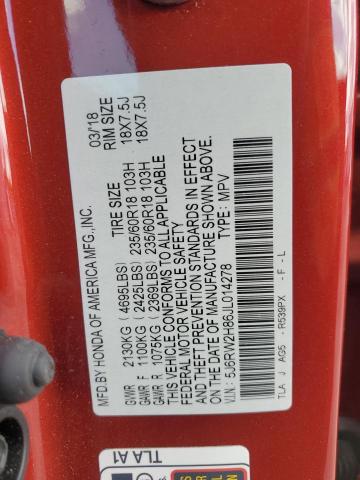 MFD.BY HONDA OF AMERICA MFG.,INC. 03/'18
TIRE SIZE RIM SIZE
GVWR 2130KG (4695LBS)
GAWR F 1100KG (2425LBS) 235/60R18 103H 18X7.5J
GAWR R 1075KG (2369LBS) 235/60R18 103H 18X7.5J
THIS VEHICLE CONFORMS TO ALL APPLICABLE
FEDERAL MOTOR VEHICLE SAFETY
AND THEFT PREVENTION STANDARDS IN EFFECT
ON THE DATE OF MANUFACTURE SHOWN ABOVE.
V.I.N.: 5J6RW2H86JL014278 TYPE: MPV
TLA J AG5 - R539PX - F - L
TLA A1